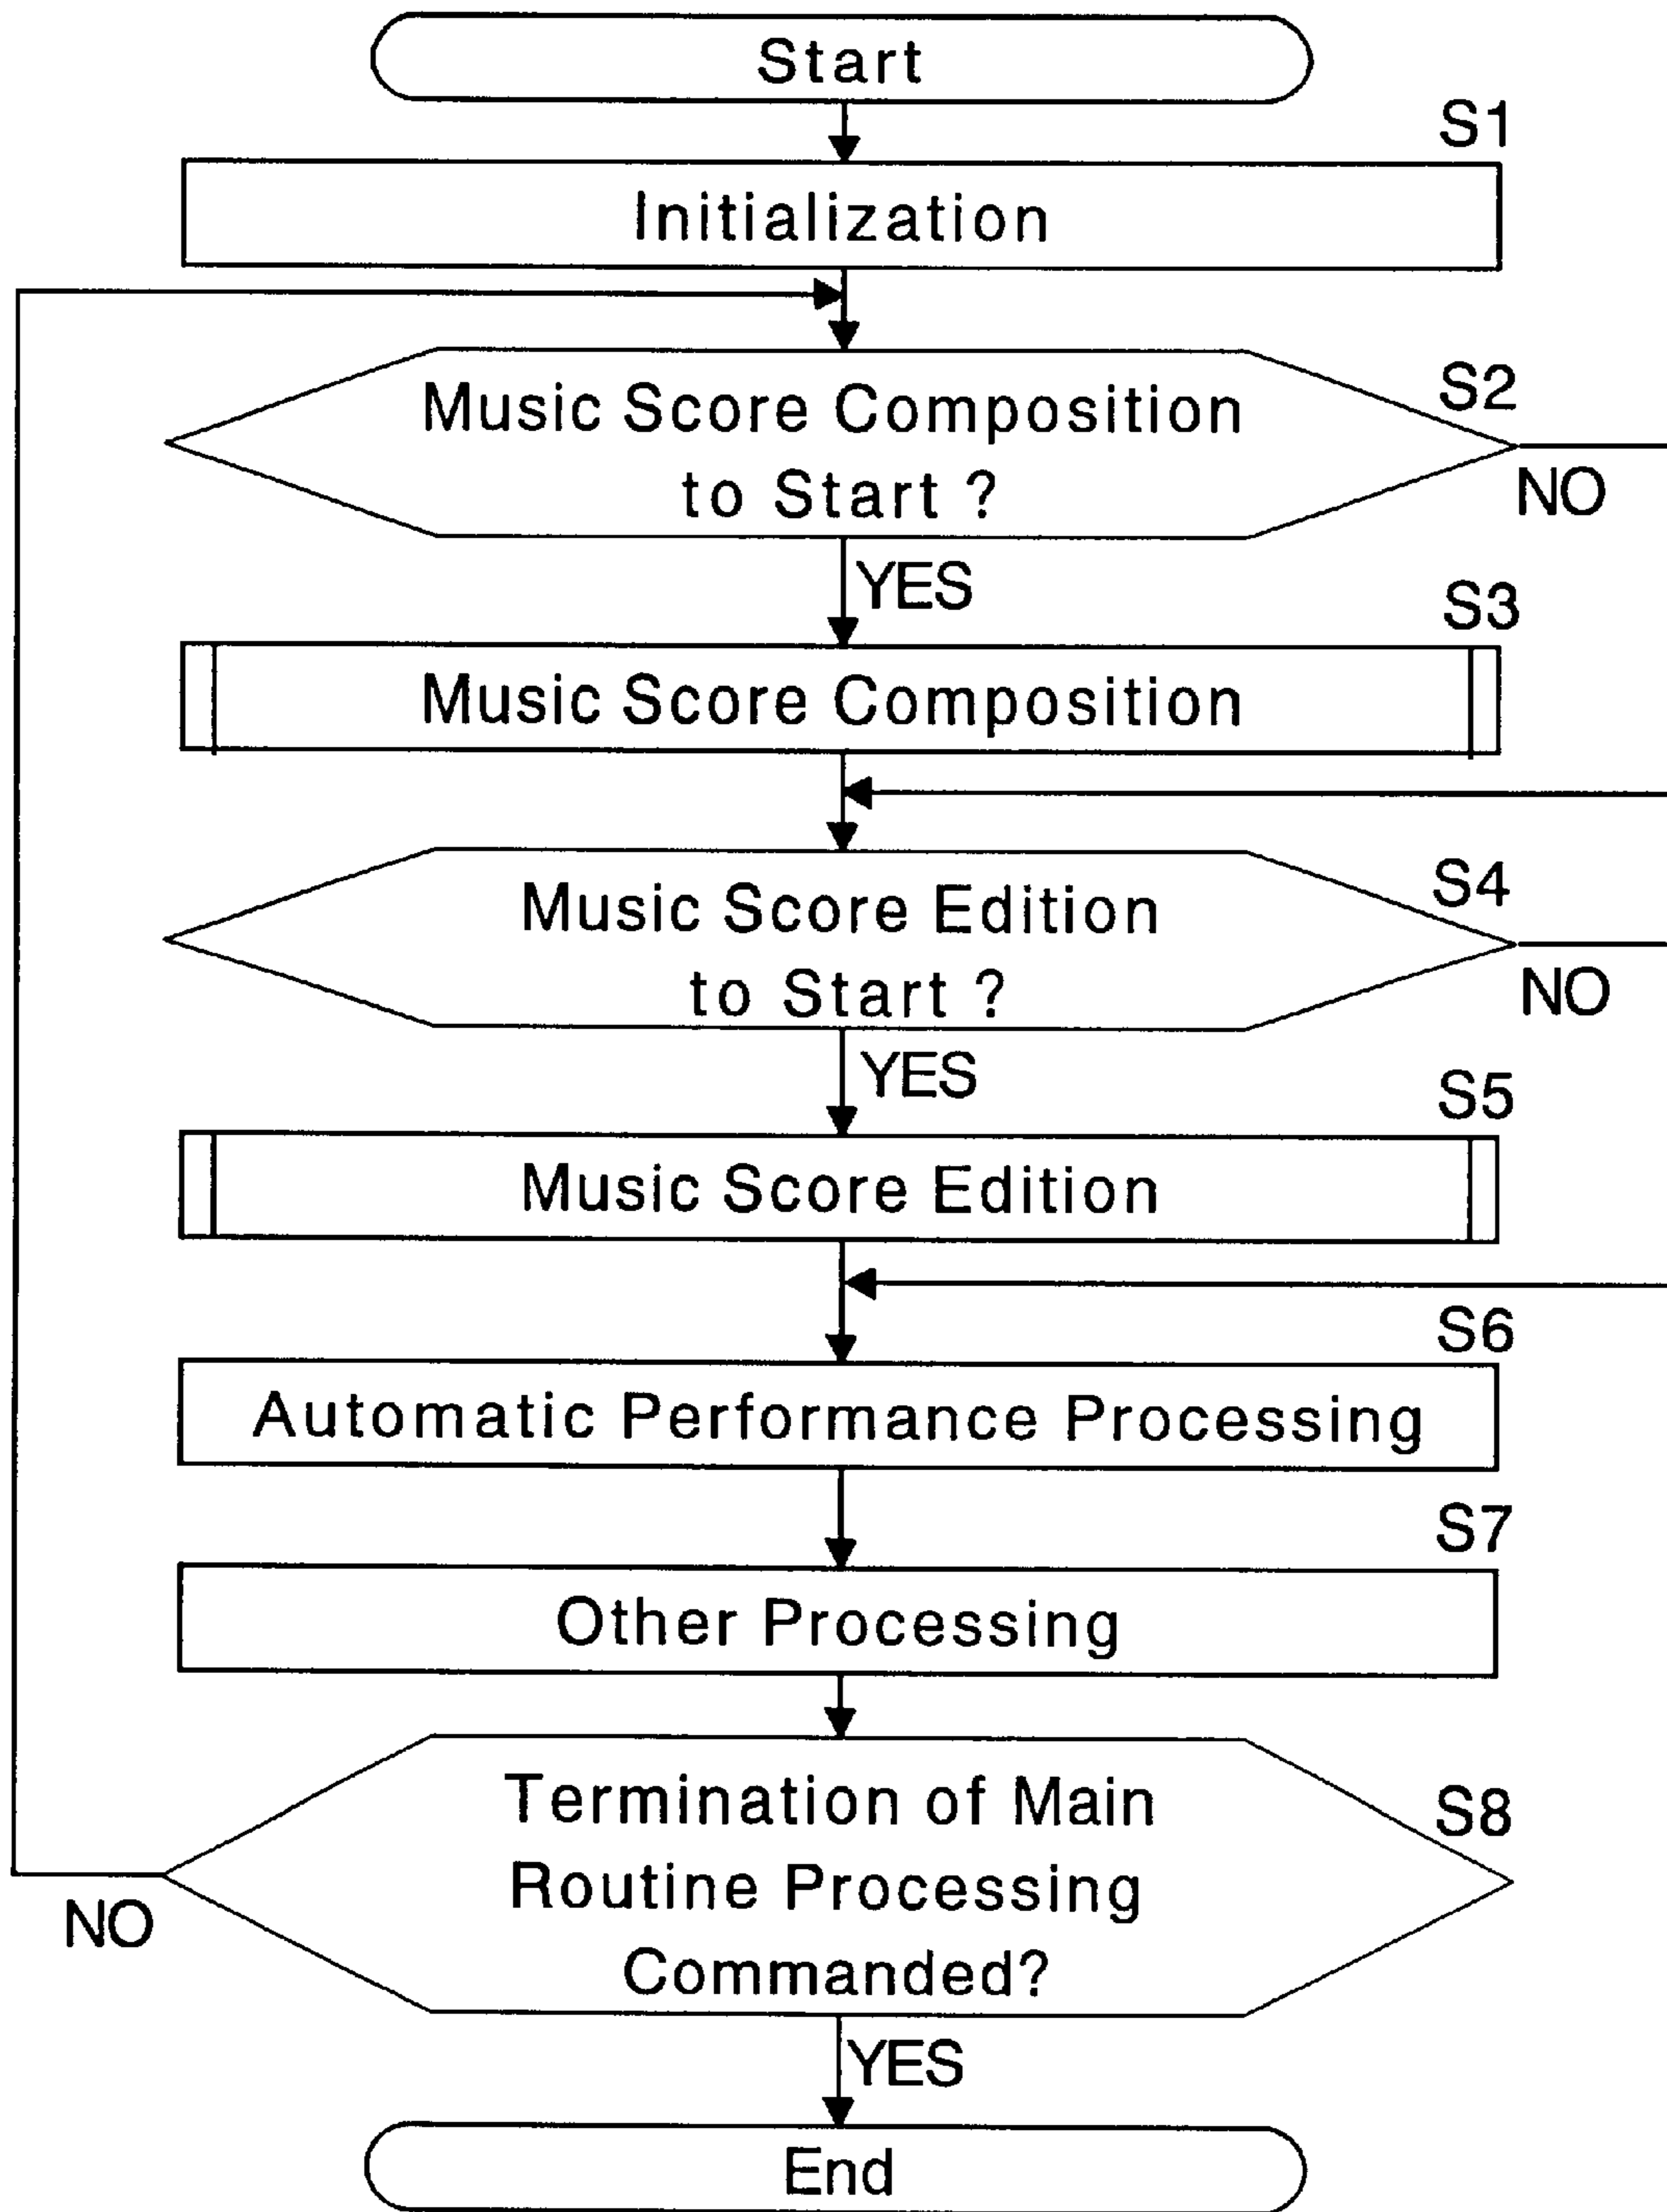 Start
S1
Initialization
S2
Music Score Composition
to Start ?
NO
YES
S3
Music Score Composition
S4
Music Score Edition
to Start ?
NO
YES
S5
Music Score Edition
S6
Automatic Performance Processing
S7
Other Processing
S8
Termination of Main
Routine Processing
Commanded?
NO
YES
End